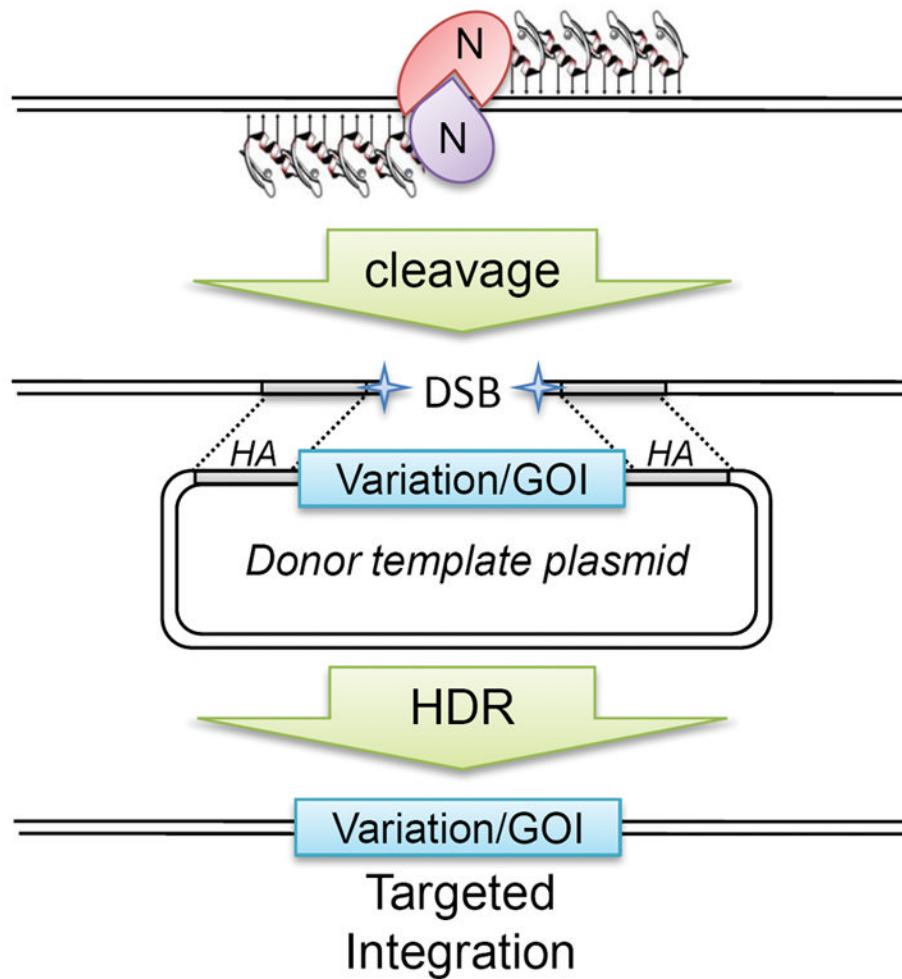 N
N
cleavage
DSB
HA
HA
Variation/GOI
Donor template plasmid
HDR
Variation/GOI
Targeted
Integration